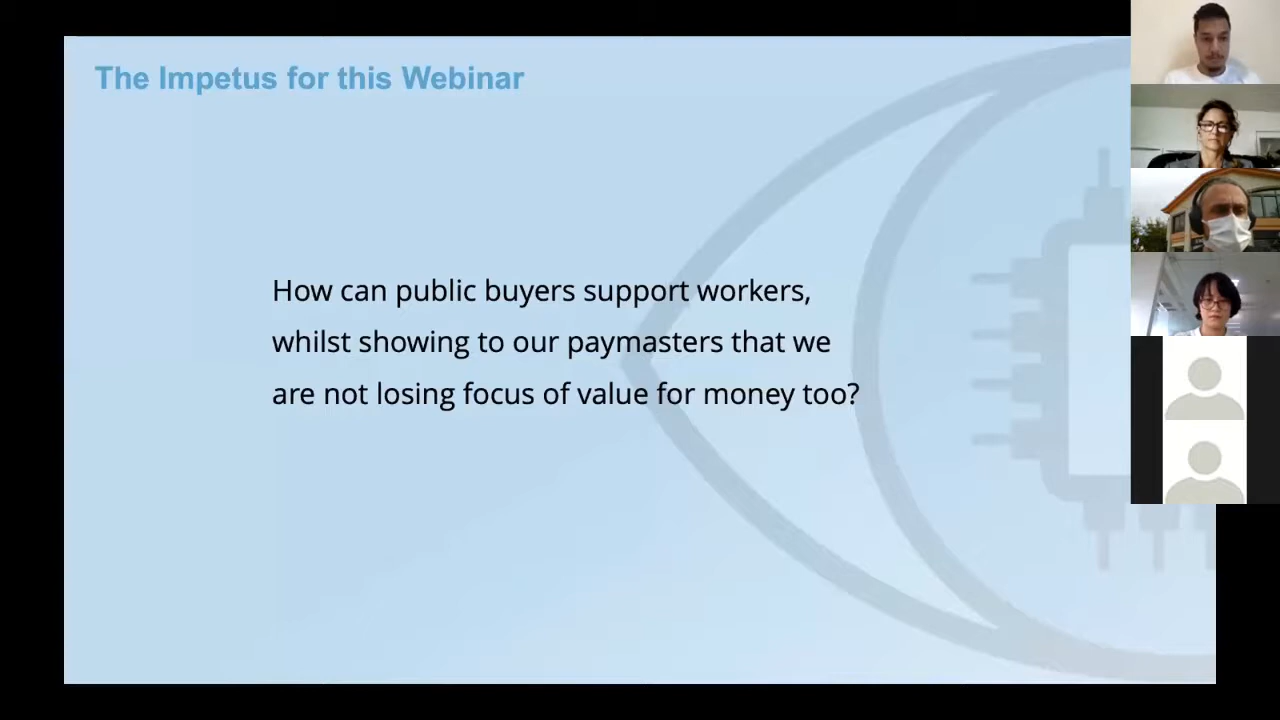 The Impetus for this Webinar
How can public buyers support workers,
whilst showing to our paymasters that we
are not losing focus of value for money too?